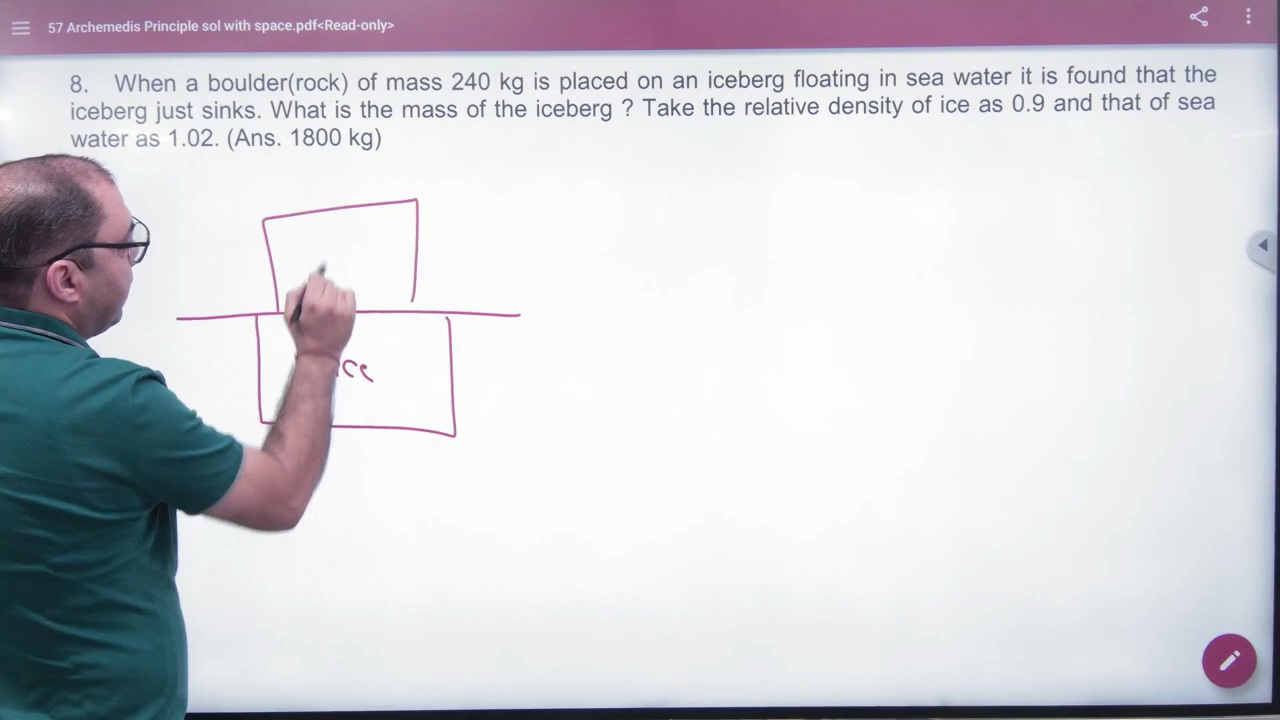 57 Archemedis Principle sol with space.pdf<Read-only>
8. When a boulder(rock) of mass 240 kg is placed on an iceberg floating in sea water it is found that the
iceberg just sinks. What is the mass of the iceberg ? Take the relative density of ice as 0.9 and that of sea
water as 1.02. (Ans. 1800 kg)